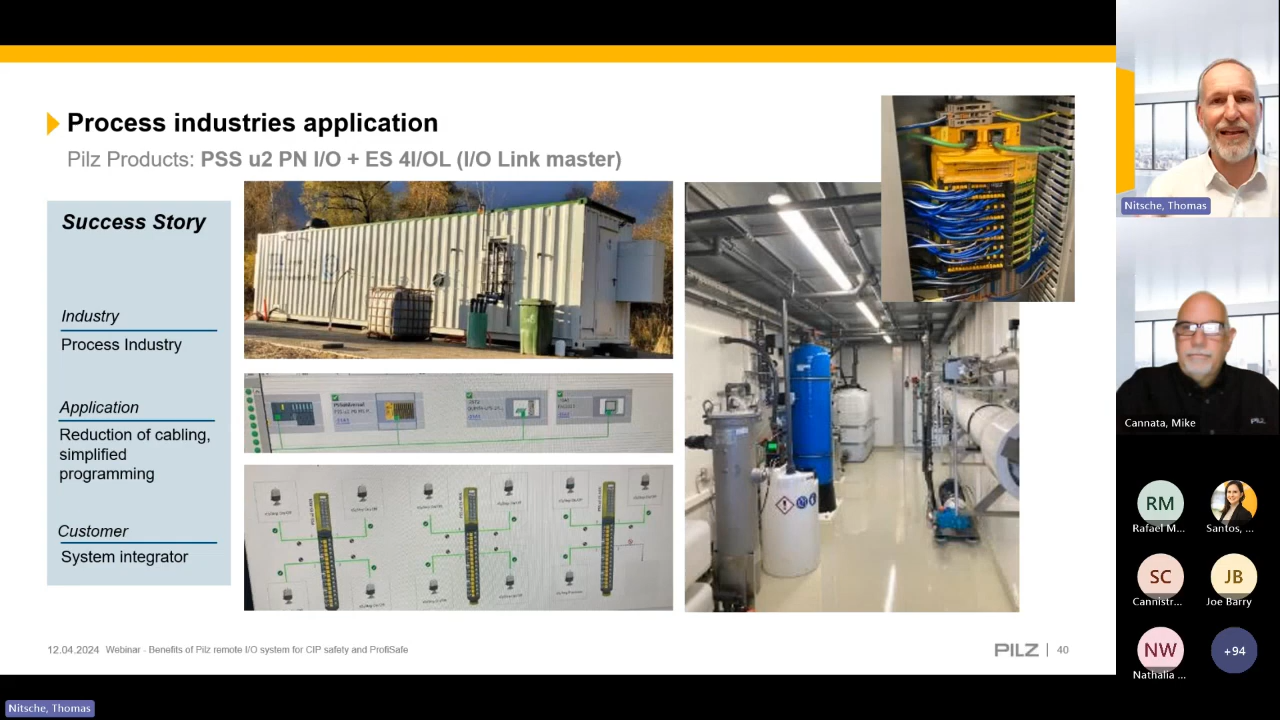 Process industries application
Pilz Products: PSS u2 PN I/O + ES 4I/OL (I/O Link master)
Success Story
Industry
Process Industry
Application
Reduction of cabling,
simplified
programming
Customer
System integrator
12.04.2024 Webinar - Benefits of Pilz remote I/O system for CIP safety and ProfiSafe
PILZ | 40
Nitsche, Thomas
Cannata, Mike
RM
Rafael M...
Santos, ...
SC
Cannistr...
JB
Joe Barry
NW
Nathalia ...
+94
Nitsche, Thomas